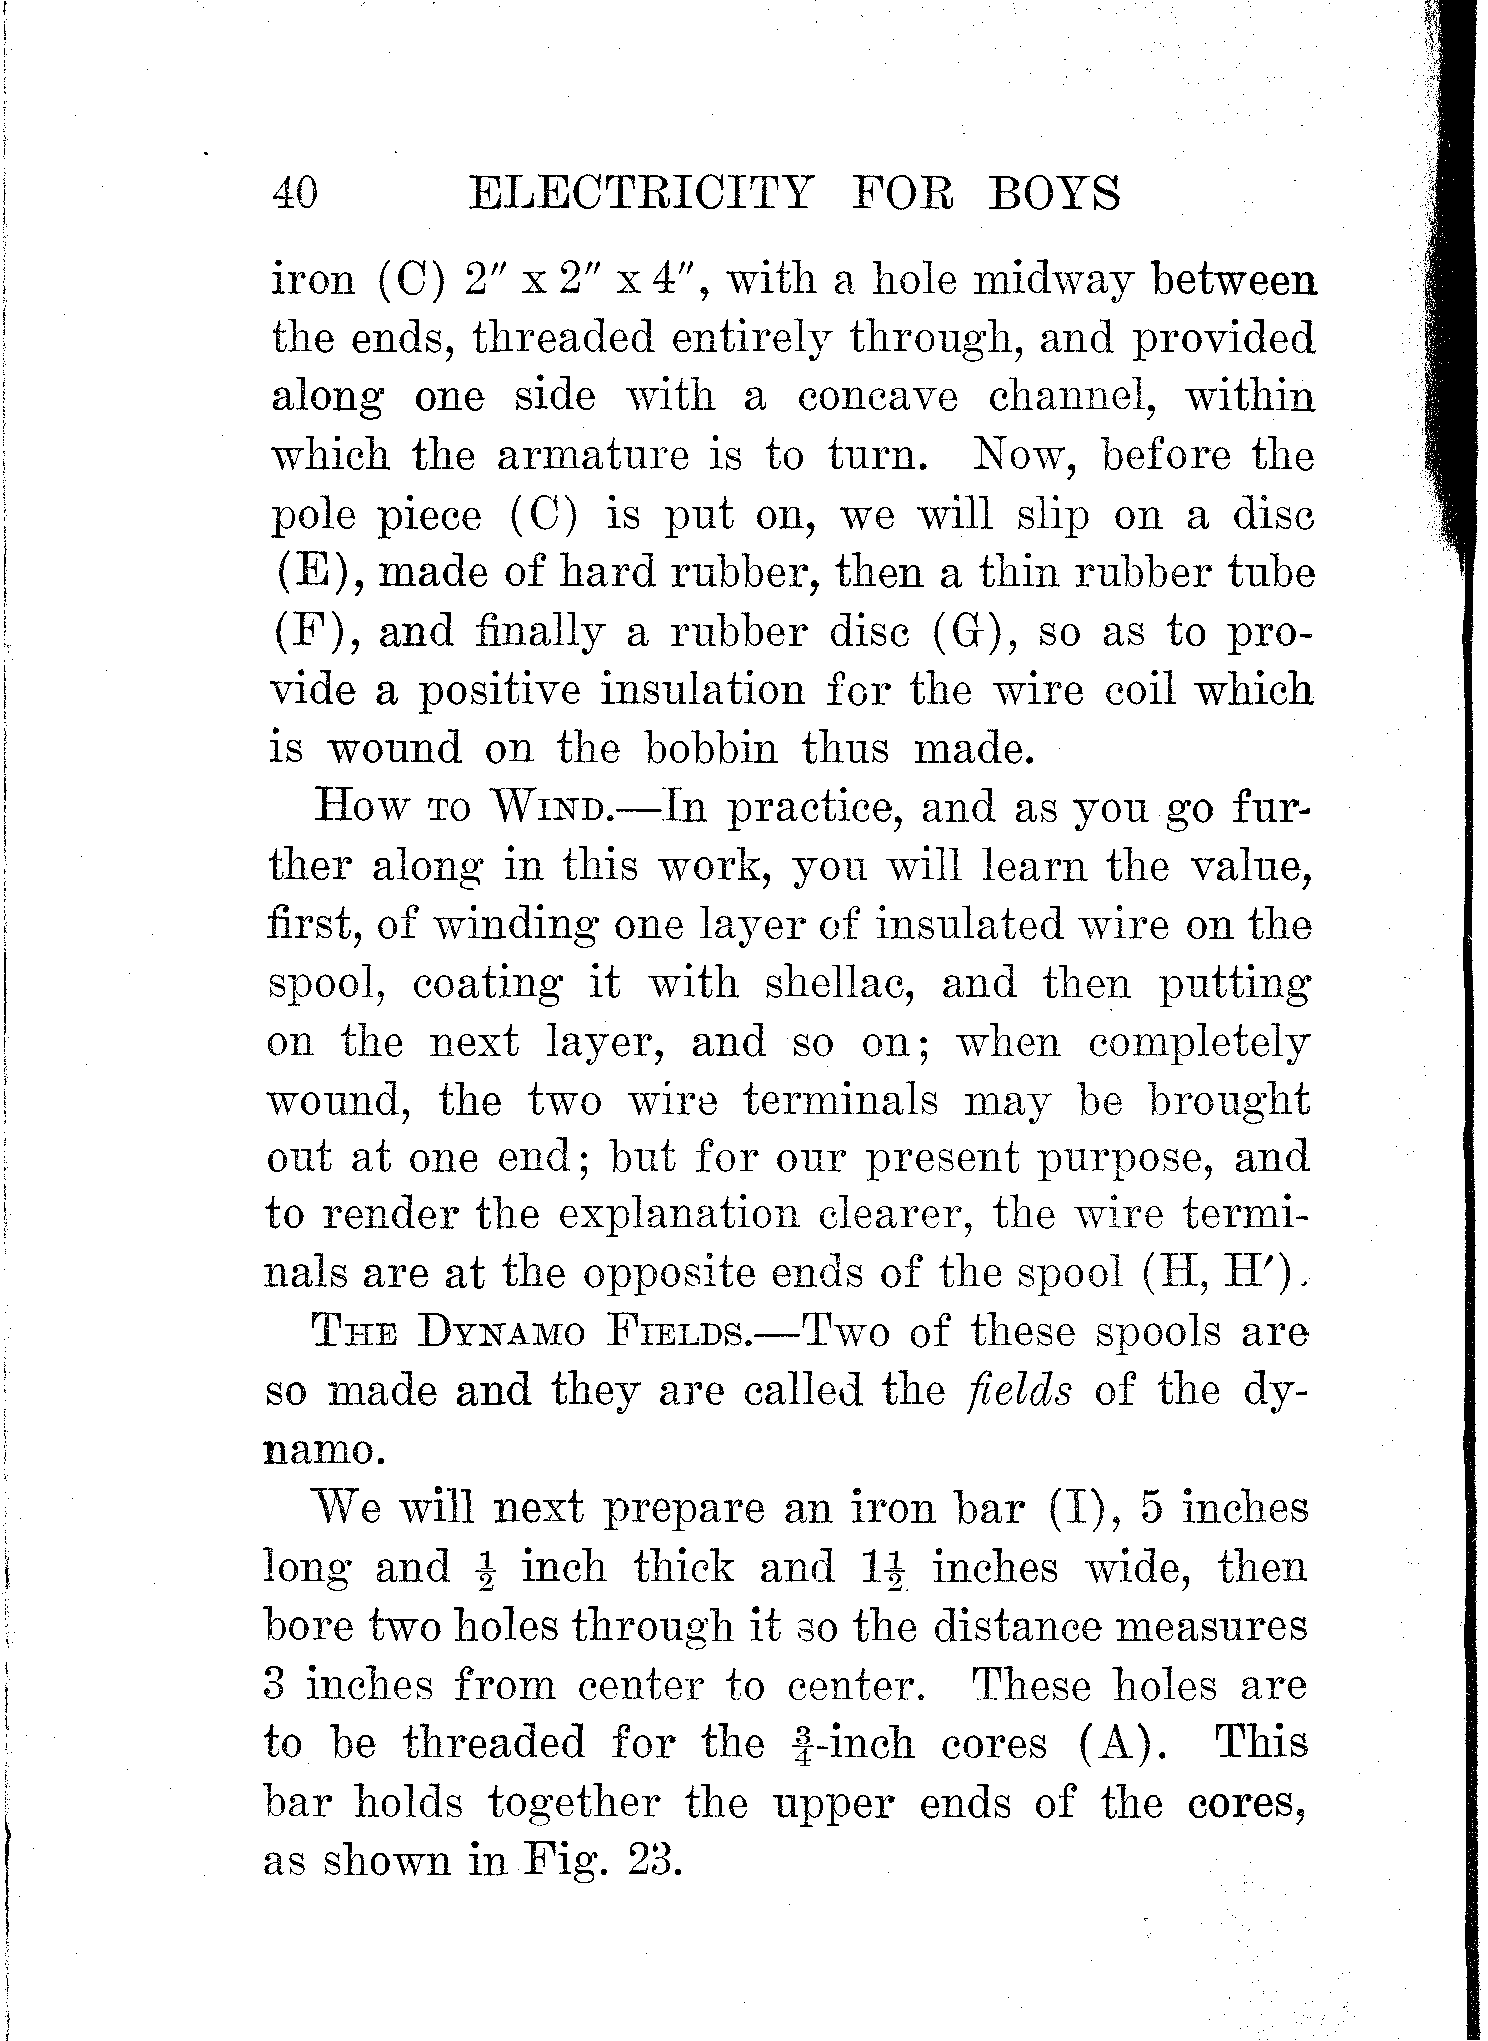 40 ELECTRICITY FOR BOYS
iron (C) 2″ x 2″ x 4″, with a hole midway between
the ends, threaded entirely through, and provided
along one side with a concave channel, within
which the armature is to turn. Now, before the
pole piece (C) is put on, we will slip on a disc
(E), made of hard rubber, then a thin rubber tube
(F), and finally a rubber disc (G), so as to pro-
vide a positive insulation for the wire coil which
is wound on the bobbin thus made.
How to Wind.—In practice, and as you go fur-
ther along in this work, you will learn the value,
first, of winding one layer of insulated wire on the
spool, coating it with shellac, and then putting
on the next layer, and so on; when completely
wound, the two wire terminals may be brought
out at one end; but for our present purpose, and
to render the explanation clearer, the wire termi-
nals are at the opposite ends of the spool (H, H′).
The Dynamo Fields.—Two of these spools are
so made and they are called the fields of the dy-
namo.
We will next prepare an iron bar (I), 5 inches
long and ½ inch thick and 1½ inches wide, then
bore two holes through it so the distance measures
3 inches from center to center. These holes are
to be threaded for the ¾-inch cores (A). This
bar holds together the upper ends of the cores,
as shown in Fig. 23.